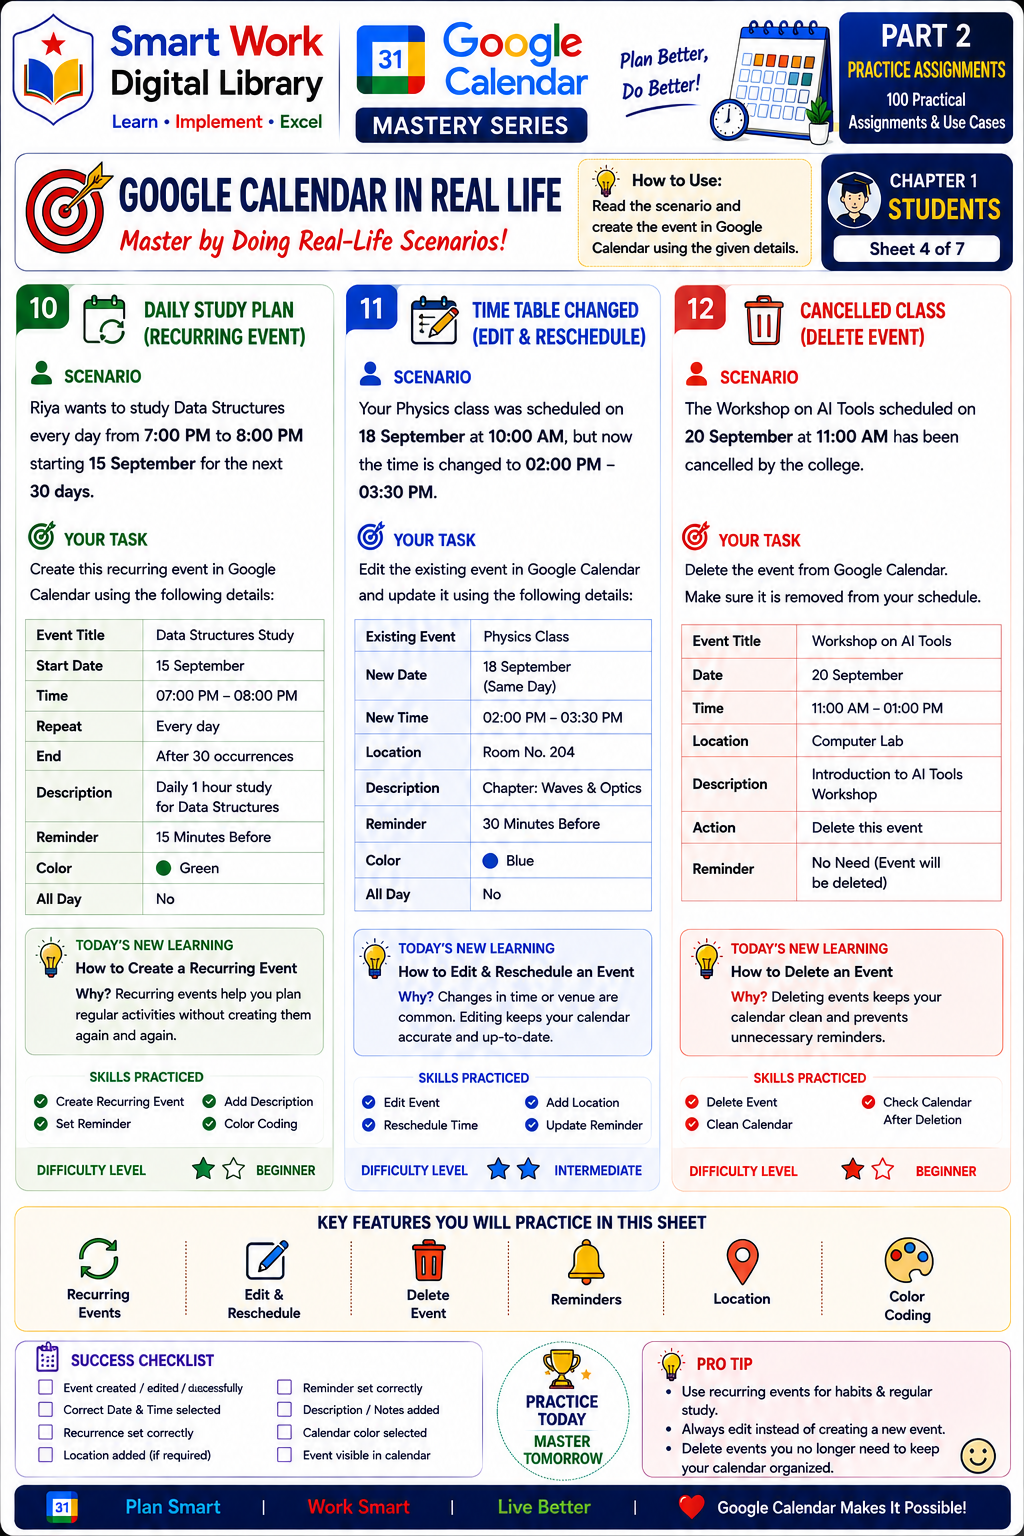 Smart Work
Digital Library
Learn • Implement • Excel
31
Google
Calendar
MASTERY SERIES
Plan Better,
Do Better!
PART 2
PRACTICE ASSIGNMENTS
100 Practical
Assignments & Use Cases
GOOGLE CALENDAR IN REAL LIFE
Master by Doing Real-Life Scenarios!
How to Use:
Read the scenario and
create the event in Google
Calendar using the given details.
CHAPTER 1
STUDENTS
Sheet 4 of 7
10
DAILY STUDY PLAN
(RECURRING EVENT)
SCENARIO
Riya wants to study Data Structures
every day from 7:00 PM to 8:00 PM
starting 15 September for the next
30 days.
YOUR TASK
Create this recurring event in Google
Calendar using the following details:
Event Title Data Structures Study
Start Date 15 September
Time 07:00 PM – 08:00 PM
Repeat Every day
End After 30 occurrences
Description Daily 1 hour study
for Data Structures
Reminder 15 Minutes Before
Color Green
All Day No
TODAY'S NEW LEARNING
How to Create a Recurring Event
Why? Recurring events help you plan
regular activities without creating them
again and again.
SKILLS PRACTICED
Create Recurring Event Add Description
Set Reminder Color Coding
DIFFICULTY LEVEL BEGINNER
11
TIME TABLE CHANGED
(EDIT & RESCHEDULE)
SCENARIO
Your Physics class was scheduled on
18 September at 10:00 AM, but now
the time is changed to 02:00 PM –
03:30 PM.
YOUR TASK
Edit the existing event in Google Calendar
and update it using the following details:
Existing Event Physics Class
New Date 18 September
(Same Day)
New Time 02:00 PM – 03:30 PM
Location Room No. 204
Description Chapter: Waves & Optics
Reminder 30 Minutes Before
Color Blue
All Day No
TODAY'S NEW LEARNING
How to Edit & Reschedule an Event
Why? Changes in time or venue are
common. Editing keeps your calendar
accurate and up-to-date.
SKILLS PRACTICED
Edit Event Add Location
Reschedule Time Update Reminder
DIFFICULTY LEVEL INTERMEDIATE
12
CANCELLED CLASS
(DELETE EVENT)
SCENARIO
The Workshop on AI Tools scheduled on
20 September at 11:00 AM has been
cancelled by the college.
YOUR TASK
Delete the event from Google Calendar.
Make sure it is removed from your schedule.
Event Title Workshop on AI Tools
Date 20 September
Time 11:00 AM – 01:00 PM
Location Computer Lab
Description Introduction to AI Tools
Workshop
Action Delete this event
Reminder No Need (Event will
be deleted)
TODAY'S NEW LEARNING
How to Delete an Event
Why? Deleting events keeps your
calendar clean and prevents
unnecessary reminders.
SKILLS PRACTICED
Delete Event Check Calendar
After Deletion
Clean Calendar
DIFFICULTY LEVEL BEGINNER
KEY FEATURES YOU WILL PRACTICE IN THIS SHEET
Recurring
Events
Edit &
Reschedule
Delete
Event
Reminders
Location
Color
Coding
SUCCESS CHECKLIST
Event created / edited /
Correct Date & Time selected
Recurrence set correctly
Location added (if required)
Reminder set correctly
Description / Notes added
Calendar color selected
Event visible in calendar
PRACTICE
TODAY
MASTER
TOMORROW
PRO TIP
• Use recurring events for habits & regular
study.
• Always edit instead of creating a new event.
• Delete events you no longer need to keep
your calendar organized.
31
Plan Smart | Work Smart | Live Better | Google Calendar Makes It Possible!